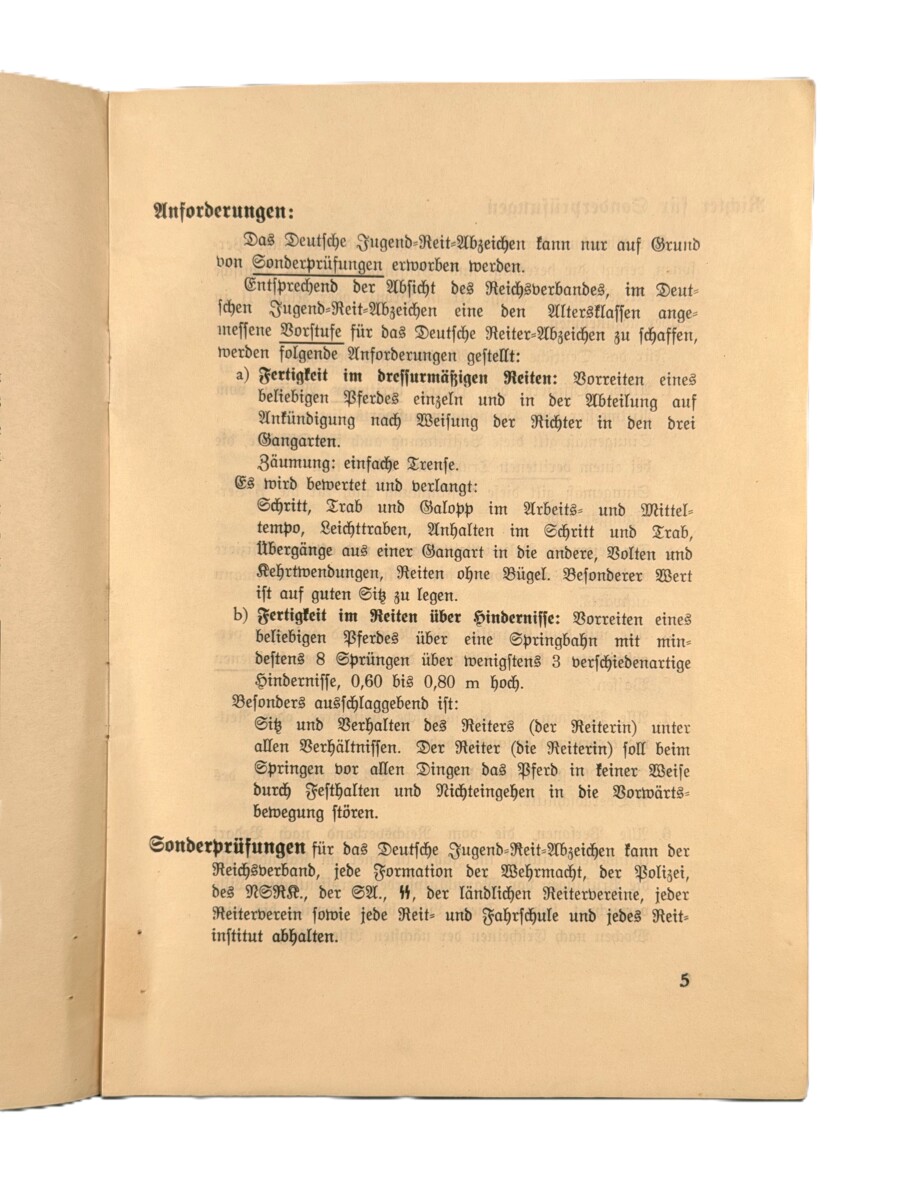 Anforderungen:
Das Deutsche Jugend-Reit-Abzeichen kann nur auf Grund
von Sonderprüfungen erworben werden.
Entsprechend der Absicht des Reichsverbandes, im Deut-
schen Jugend-Reit-Abzeichen eine den Altersklassen ange-
messene Vorstufe für das Deutsche Reiter-Abzeichen zu schaffen,
werden folgende Anforderungen gestellt:
a) Fertigkeit im dressurmäßigen Reiten: Vorreiten eines
beliebigen Pferdes einzeln und in der Abteilung auf
Ankündigung nach Weisung der Richter in den drei
Gangarten.
Zäumung: einfache Trense.
Es wird bewertet und verlangt:
Schritt, Trab und Galopp im Arbeits- und Mittel-
tempo, Leichttraben, Anhalten im Schritt und Trab,
Übergänge aus einer Gangart in die andere, Volten und
Kehrtwendungen, Reiten ohne Bügel. Besonderer Wert
ist auf guten Sitz zu legen.
b) Fertigkeit im Reiten über Hindernisse: Vorreiten eines
beliebigen Pferdes über eine Springbahn mit min-
destens 8 Sprüngen über wenigstens 3 verschiedenartige
Hindernisse, 0,60 bis 0,80 m hoch.
Besonders ausschlaggebend ist:
Sitz und Verhalten des Reiters (der Reiterin) unter
allen Verhältnissen. Der Reiter (die Reiterin) soll beim
Springen vor allen Dingen das Pferd in keiner Weise
durch Festhalten und Nichteingehen in die Vorwärts-
bewegung stören.
Sonderprüfungen für das Deutsche Jugend-Reit-Abzeichen kann der
Reichsverband, jede Formation der Wehrmacht, der Polizei,
des NSRK., der SA., SS, der ländlichen Reitervereine, jeder
Reiterverein sowie jede Reit- und Fahrschule und jedes Reit-
institut abhalten.
5